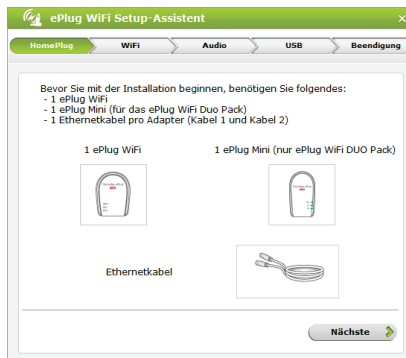 ePlug WiFi Setup-Assistent
HomePlug WiFi Audio USB Beendigung
Bevor Sie mit der Installation beginnen, benötigen Sie folgendes:
- 1 ePlug WiFi
- 1 ePlug Mini (für das ePlug WiFi Duo Pack)
- 1 Ethernetkabel pro Adapter (Kabel 1 und Kabel 2)
1 ePlug WiFi 1 ePlug Mini (nur ePlug WiFi DUO Pack)
Ethernetkabel
Nächste